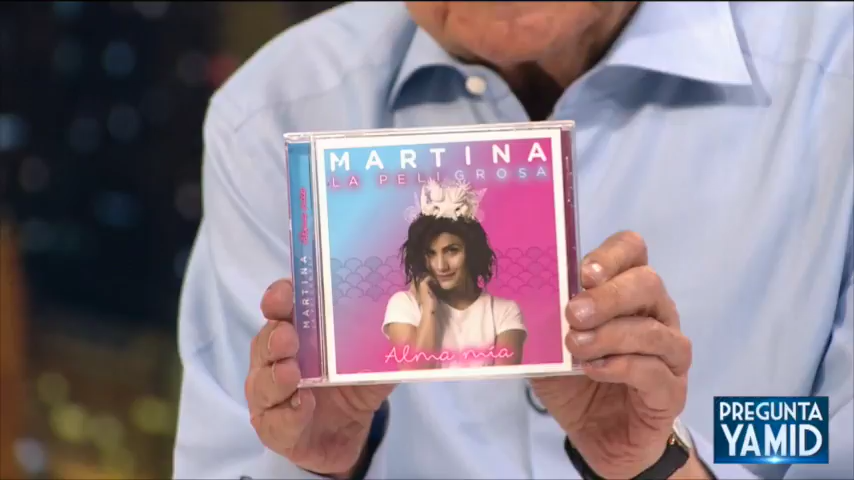 MARTINA
LA PELIGROSA
Alma mía
MARTINA
PREGUNTA
YAMID